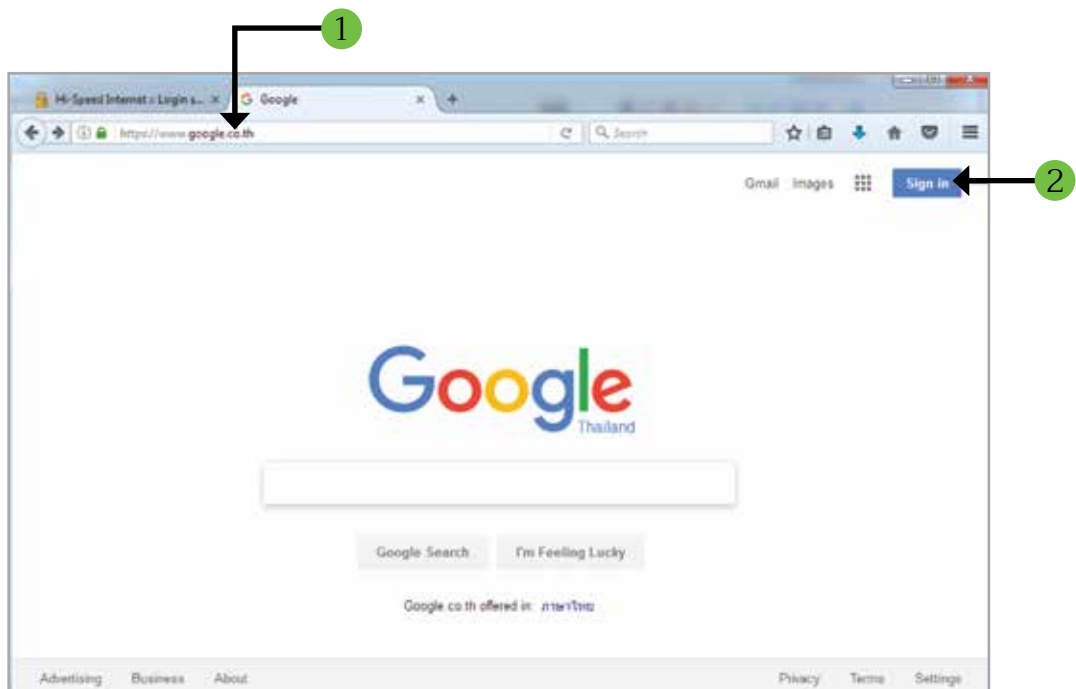 1
Hi-Speed Internet :: Login s...
Google
https://www.google.co.th
Search
Gmail Images
Sign in
2
Google
Thailand
Google Search I'm Feeling Lucky
Google.co.th offered in: ภาษาไทย
Advertising Business About Privacy Terms Settings